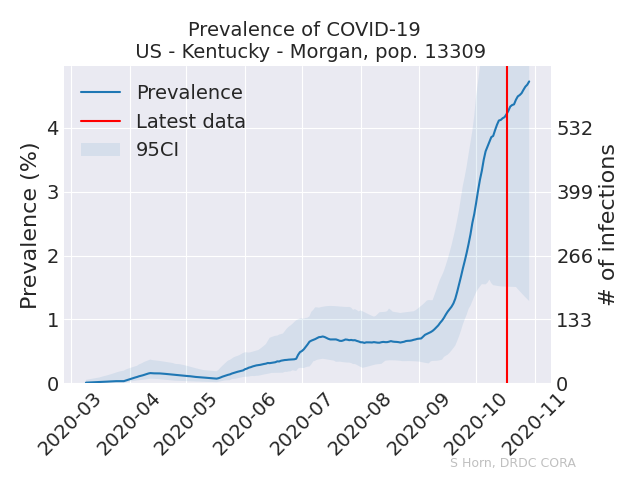 Prevalence of COVID-19
US - Kentucky - Morgan, pop. 13309
Prevalence
Latest data
95CI
Prevalence (%)
4
3
2
1
0
532
399
266
133
0
# of infections
2020-03
2020-04
2020-05
2020-06
2020-07
2020-08
2020-09
2020-10
2020-11
S Horn, DRDC CORA